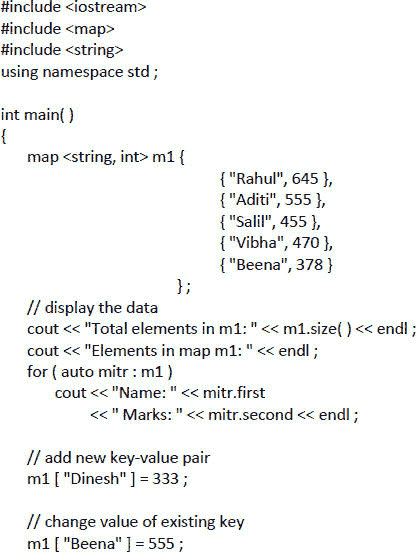 #include <iostream>
#include <map>
#include <string>
using namespace std ;
int main( )
{
map <string, int> m1 {
{ "Rahul", 645 },
{ "Aditi", 555 },
{ "Salil", 455 },
{ "Vibha", 470 },
{ "Beena", 378 }
} ;
// display the data
cout << "Total elements in m1: " << m1.size( ) << endl ;
cout << "Elements in map m1: " << endl ;
for ( auto mitr : m1 )
cout << "Name: " << mitr.first
<< " Marks: " << mitr.second << endl ;
// add new key-value pair
m1 [ "Dinesh" ] = 333 ;
// change value of existing key
m1 [ "Beena" ] = 555 ;